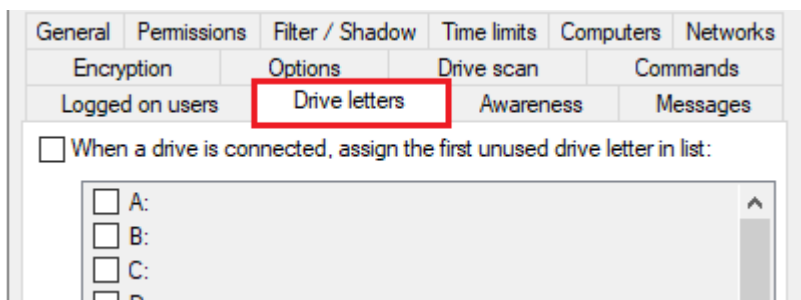 General Permissions Filter / Shadow Time limits Computers Networks
Encryption Options Drive scan Commands
Logged on users Drive letters Awareness Messages
When a drive is connected, assign the first unused drive letter in list:
A:
B:
C: